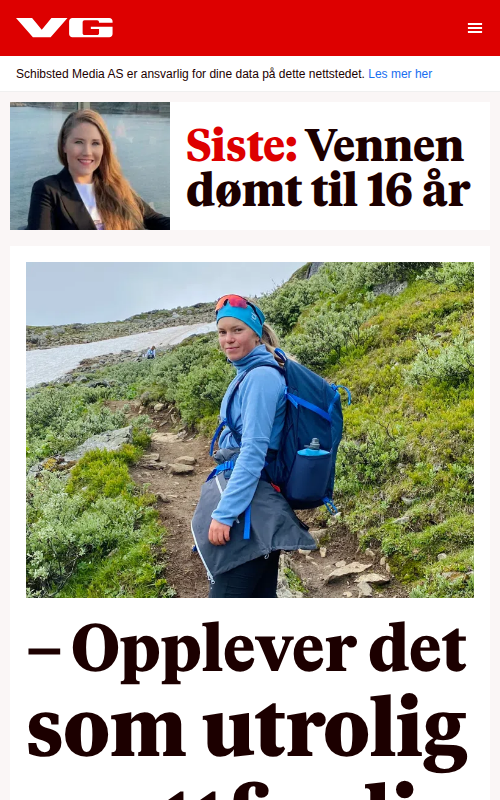 VG
Schibsted Media AS er ansvarlig for dine data på dette nettstedet. Les mer her
Siste: Vennen
dømt til 16 år
– Opplever det
som utrolig